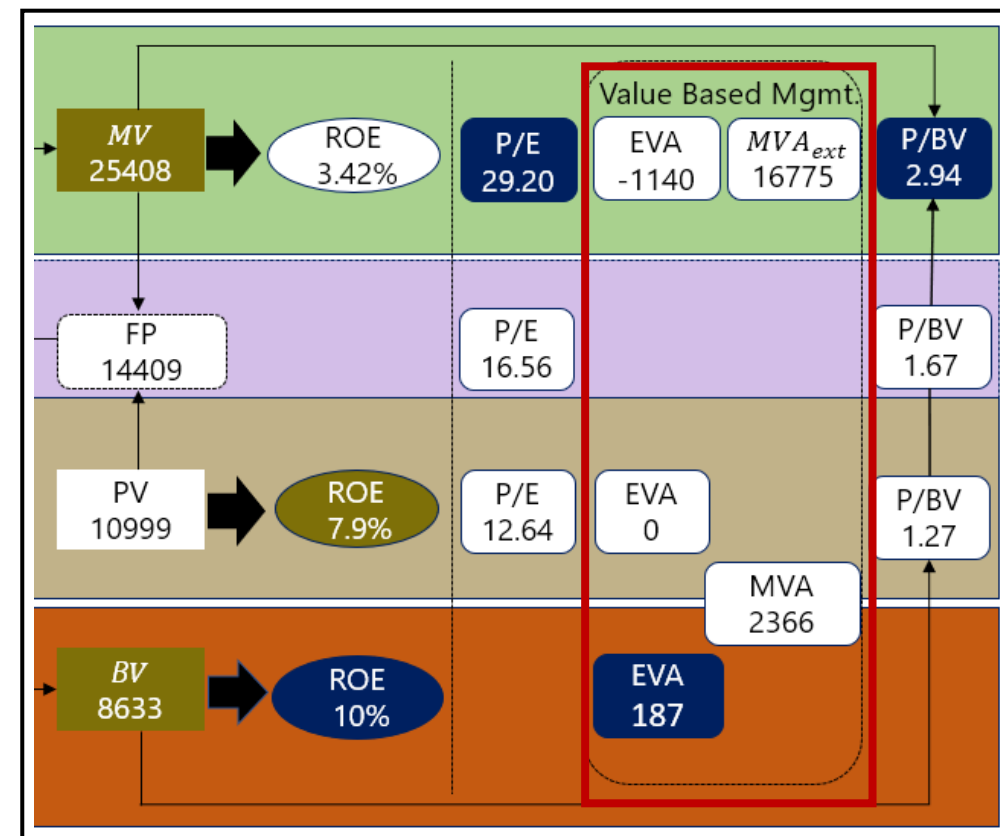 Value Based Mgmt.
MV
25408
ROE
3.42%
P/E
29.20
EVA
-1140
MVA_ext
16775
P/BV
2.94
FP
14409
P/E
16.56
P/BV
1.67
PV
10999
ROE
7.9%
P/E
12.64
EVA
0
P/BV
1.27
MVA
2366
BV
8633
ROE
10%
EVA
187